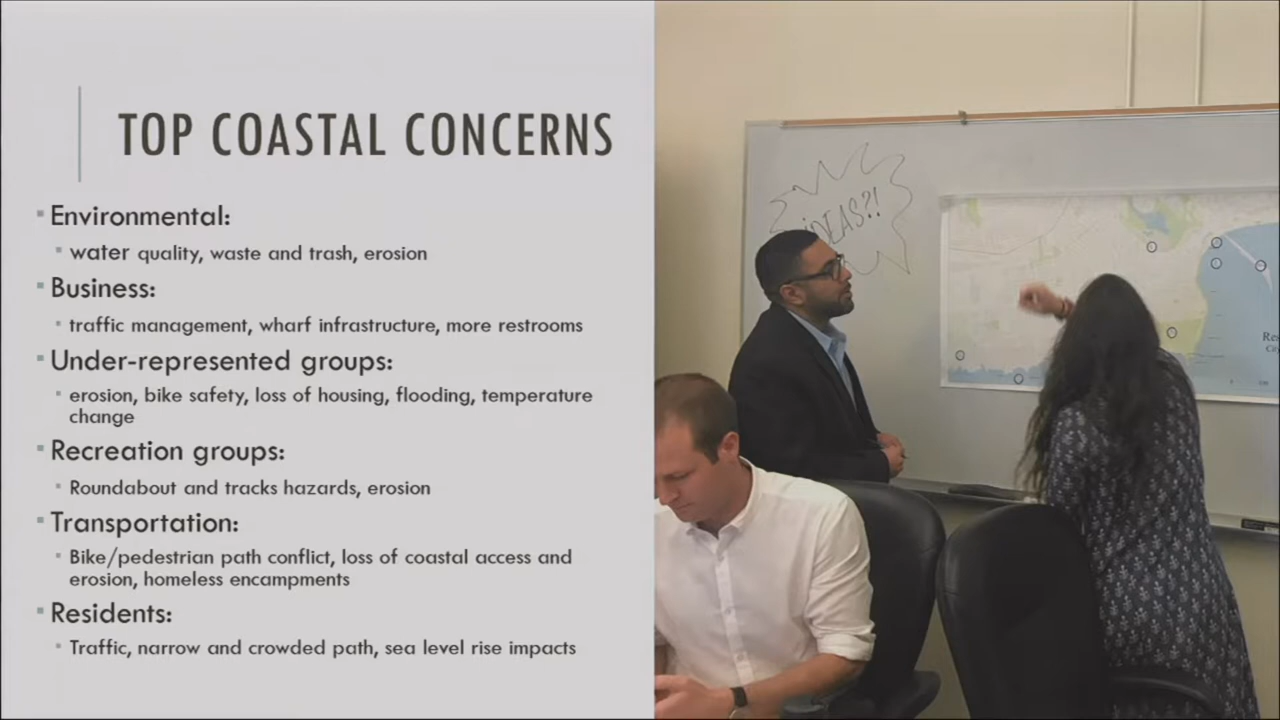 TOP COASTAL CONCERNS
Environmental:
water quality, waste and trash, erosion
Business:
traffic management, wharf infrastructure, more restrooms
Under-represented groups:
erosion, bike safety, loss of housing, flooding, temperature
change
Recreation groups:
Roundabout and tracks hazards, erosion
Transportation:
Bike/pedestrian path conflict, loss of coastal access and
erosion, homeless encampments
Residents:
Traffic, narrow and crowded path, sea level rise impacts
IDEAS?!